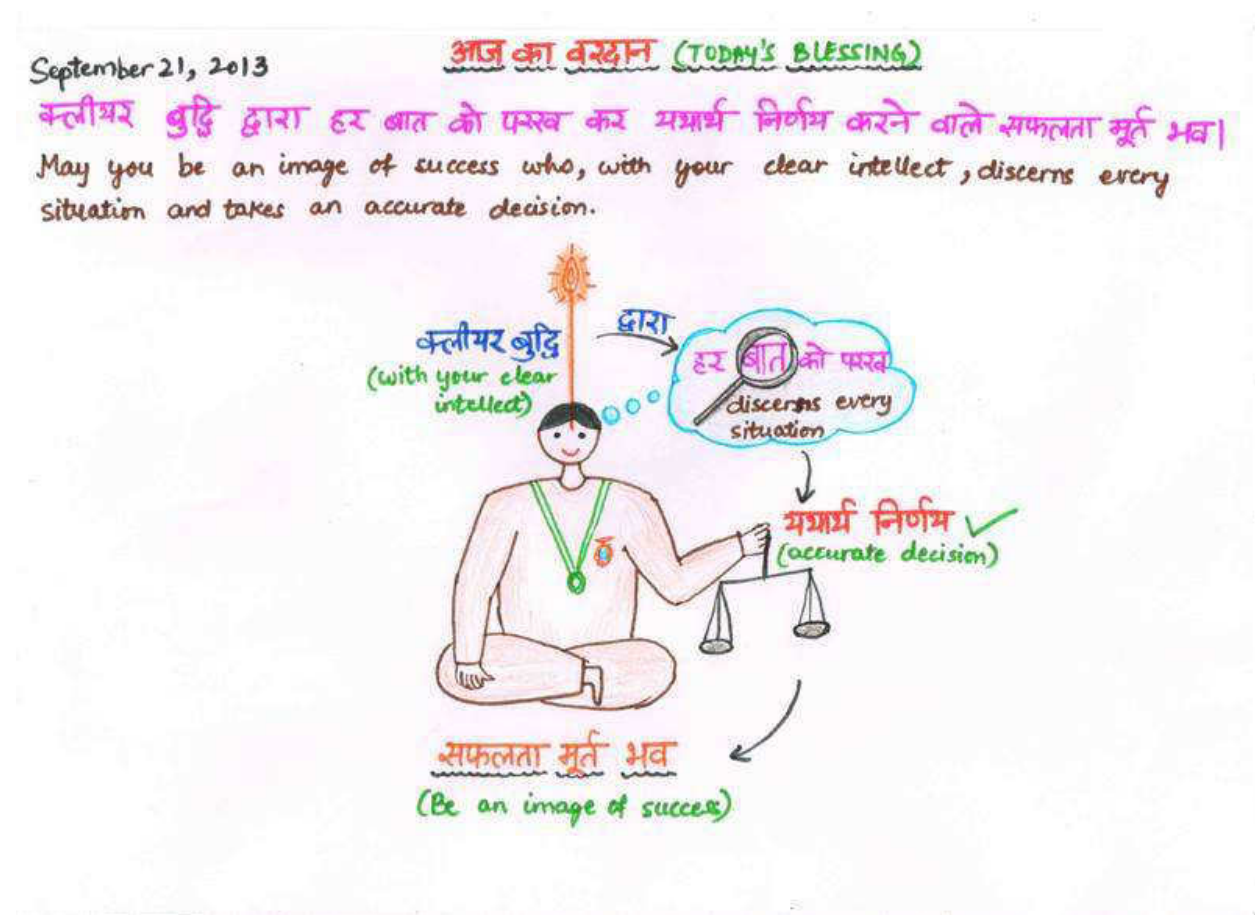 September 21, 2013
आज का वरदान (TODAY'S BLESSING)
क्लीयर बुद्धि द्वारा हर बात को परख कर यथार्थ निर्णय करने वाले सफलता मूर्त भव।
May you be an image of success who, with your clear intellect, discerns every
situation and takes an accurate decision.
क्लीयर बुद्धि
(with your clear
intellect)
द्वारा
हर बात को परख
discerns every
situation
यथार्थ निर्णय
(accurate decision)
सफलता मूर्त भव
(Be an image of success)